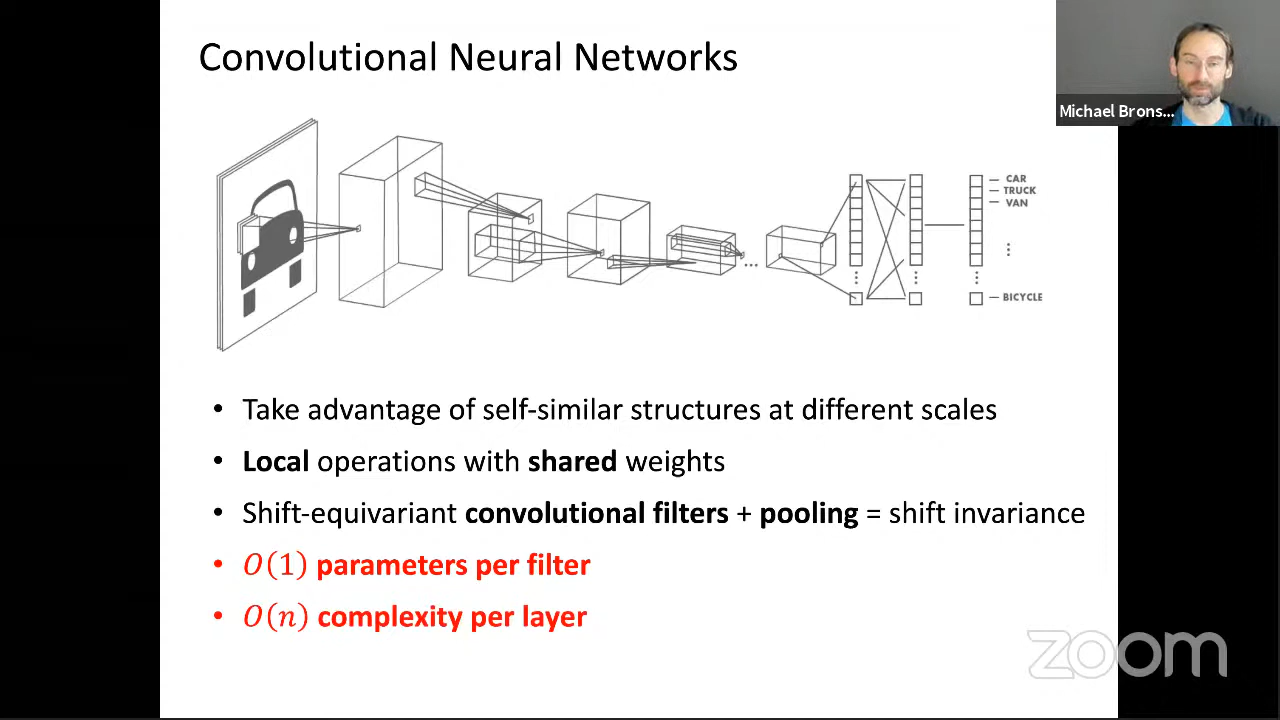 Convolutional Neural Networks
Michael Brons...
CAR
TRUCK
VAN
...
BICYCLE
• Take advantage of self-similar structures at different scales
• Local operations with shared weights
• Shift-equivariant convolutional filters + pooling = shift invariance
• O(1) parameters per filter
• O(n) complexity per layer
zoom